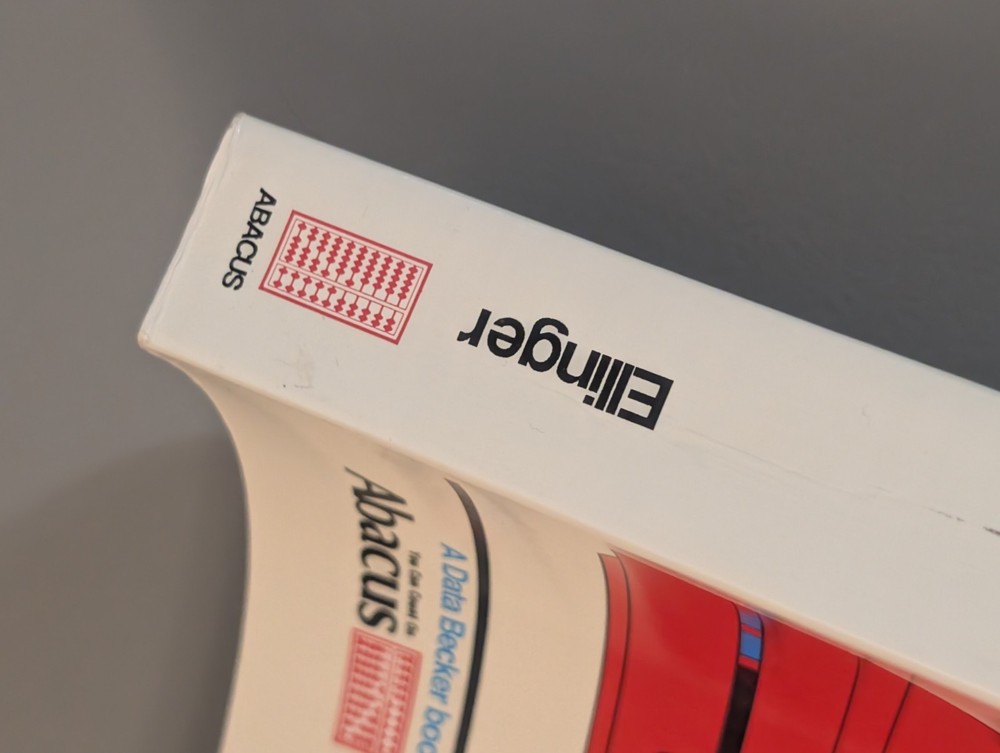 Ellinger
ABACUS
A Data Becker boo
You Can Count On
Abacus